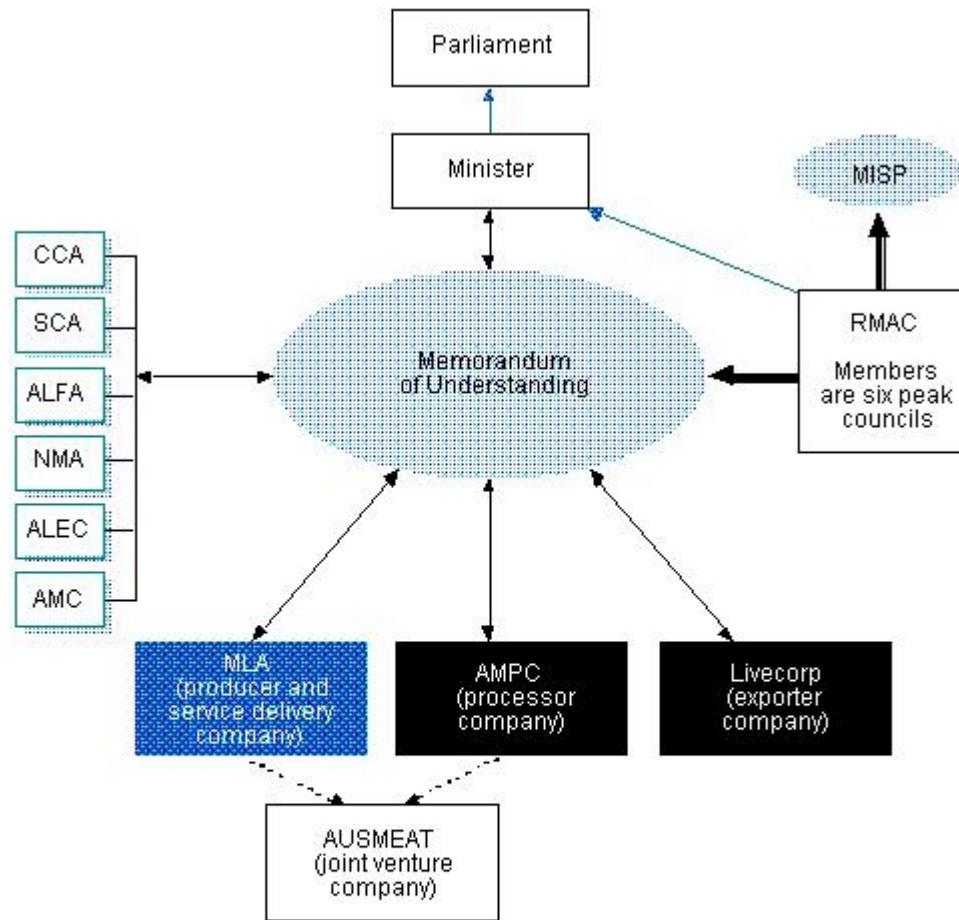 Parliament
Minister
MISP
CCA
SCA
ALFA
NMA
ALEC
AMC
Memorandum
of Understanding
RMAC
Members
are six peak
councils
MLA
(producer and
service delivery
company)
AMPC
(processor
company)
Livecorp
(exporter
company)
AUSMEAT
(joint venture
company)